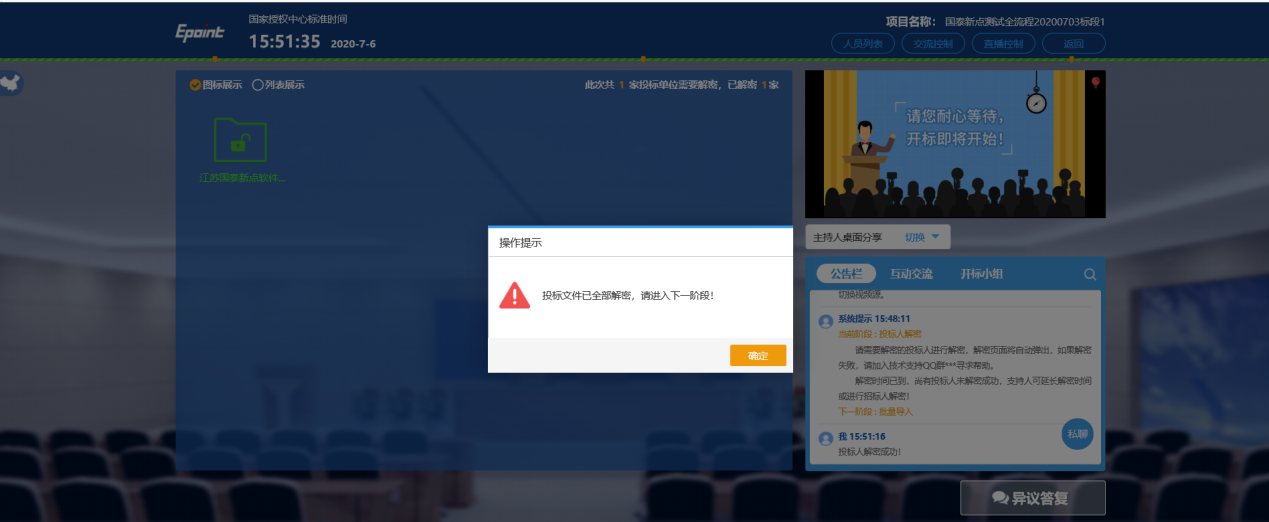 Epoint
国家授权中心标准时间
15:51:35 2020-7-6
项目名称: 国泰新点测试全流程20200703标段1
人员列表 交流控制 直播控制 返回
图标展示 列表展示
此次共 1 家投标单位需要解密，已解密 1 家
江苏国泰新点软件...
「请您耐心等待，
开标即将开始!」
主持人桌面分享 切换
操作提示
投标文件已全部解密，请进入下一阶段！
确定
公告栏 互动交流 开标小组
切换投频源。
系统提示 15:48:11
当前阶段 : 投标人解密
请需要解密的投标人进行解密，解密页面将自动弹出，如果解密
失败，请加入技术支持QQ群***寻求帮助。
解密时间已到，尚有投标人未解密成功，支持人可延长解密时间
或进行招标人解密!
下一阶段 : 批量导入
我 15:51:16
投标人解密成功!
私聊
异议答复